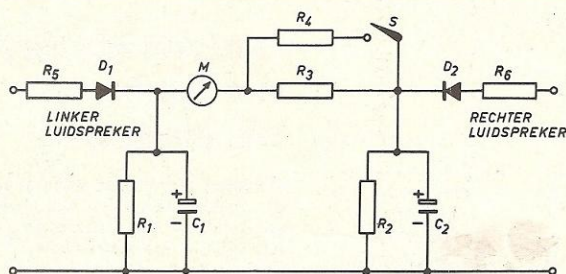 R4
S
R5
D1
M
R3
D2
R6
LINKER
LUIDSPREKER
RECHTER
LUIDSPREKER
R1
+
−
C1
R2
+
−
C2